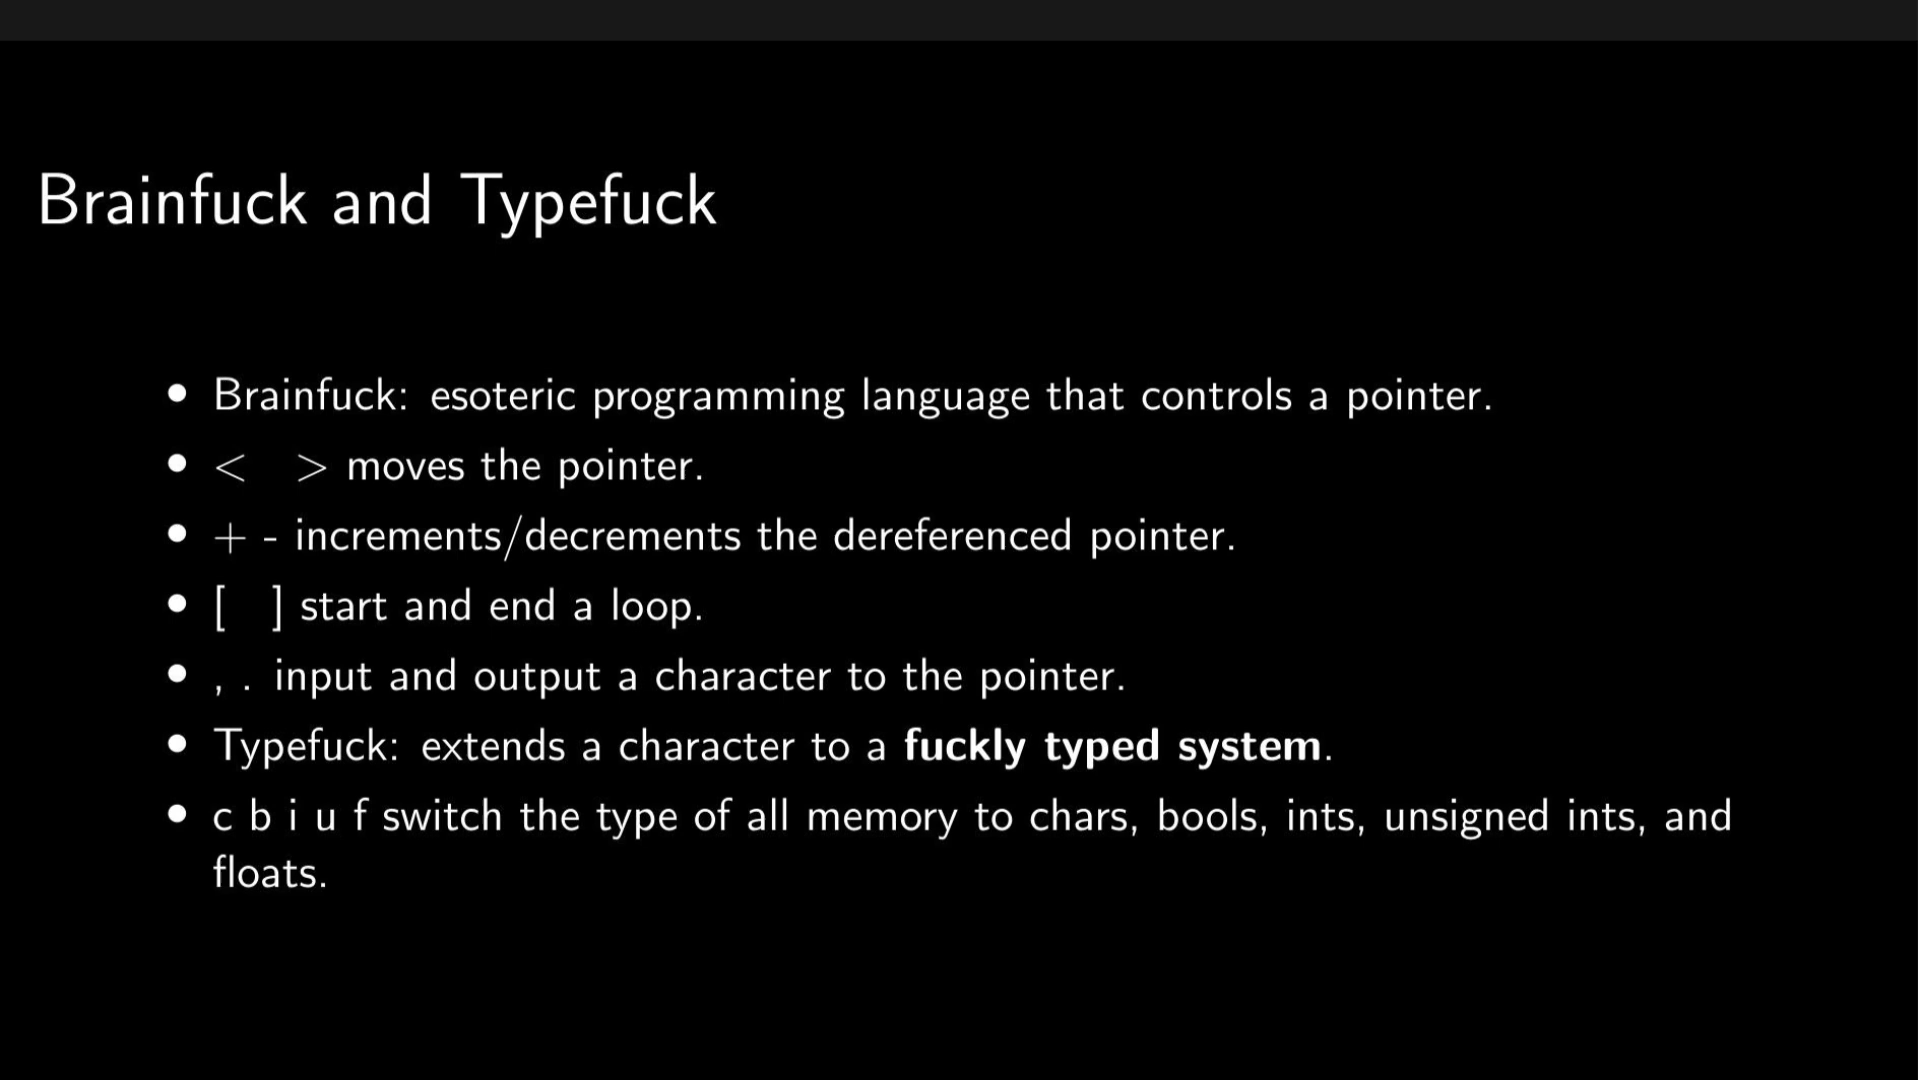 Brainfuck and Typefuck
• Brainfuck: esoteric programming language that controls a pointer.
• < > moves the pointer.
• + - increments/decrements the dereferenced pointer.
• [ ] start and end a loop.
• , . input and output a character to the pointer.
• Typefuck: extends a character to a fuckly typed system.
• c b i u f switch the type of all memory to chars, bools, ints, unsigned ints, and
floats.